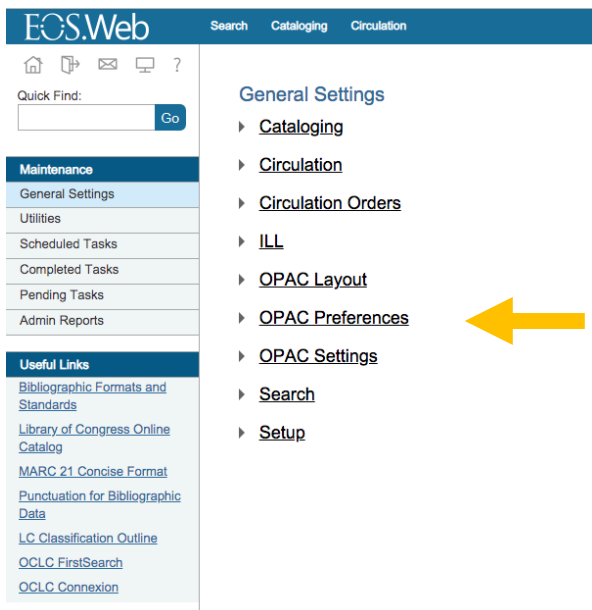 EOS.Web
Search Cataloging Circulation
?
Quick Find:
Go
Maintenance
General Settings
Utilities
Scheduled Tasks
Completed Tasks
Pending Tasks
Admin Reports
Useful Links
Bibliographic Formats and
Standards
Library of Congress Online
Catalog
MARC 21 Concise Format
Punctuation for Bibliographic
Data
LC Classification Outline
OCLC FirstSearch
OCLC Connexion
General Settings
Cataloging
Circulation
Circulation Orders
ILL
OPAC Layout
OPAC Preferences
OPAC Settings
Search
Setup